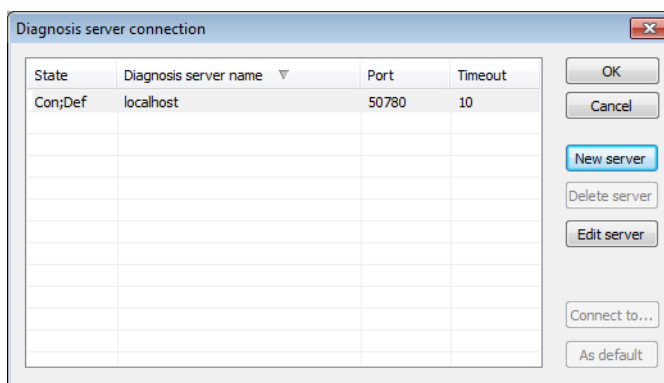 Diagnosis server connection
State Diagnosis server name Port Timeout
Con;Def localhost 50780 10
OK
Cancel
New server
Delete server
Edit server
Connect to...
As default